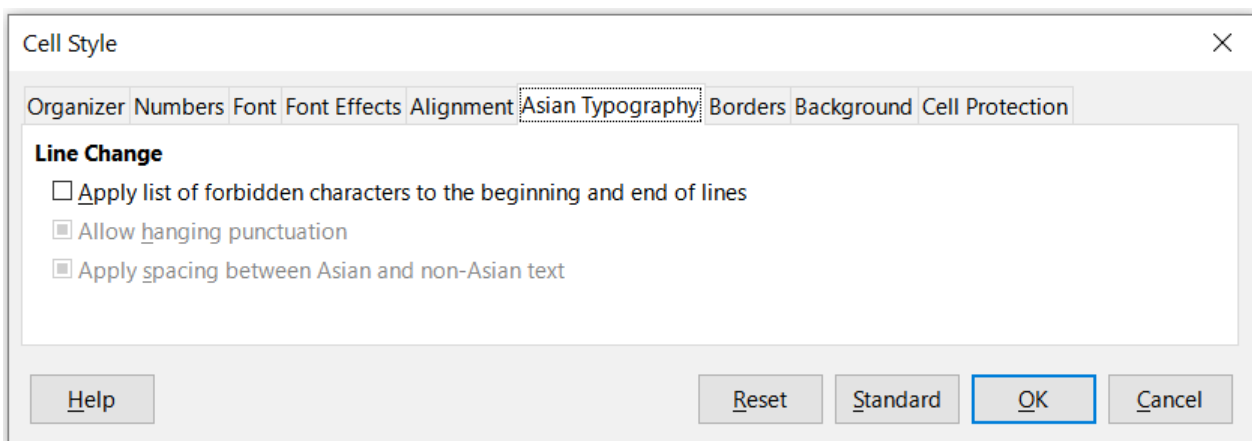 Cell Style
Organizer Numbers Font Font Effects Alignment Asian Typography Borders Background Cell Protection
Line Change
Apply list of forbidden characters to the beginning and end of lines
Allow hanging punctuation
Apply spacing between Asian and non-Asian text
Help Reset Standard OK Cancel